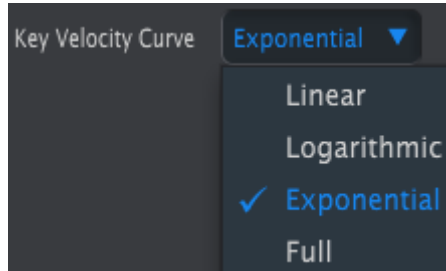 Key Velocity Curve Exponential
Linear
Logarithmic
Exponential
Full